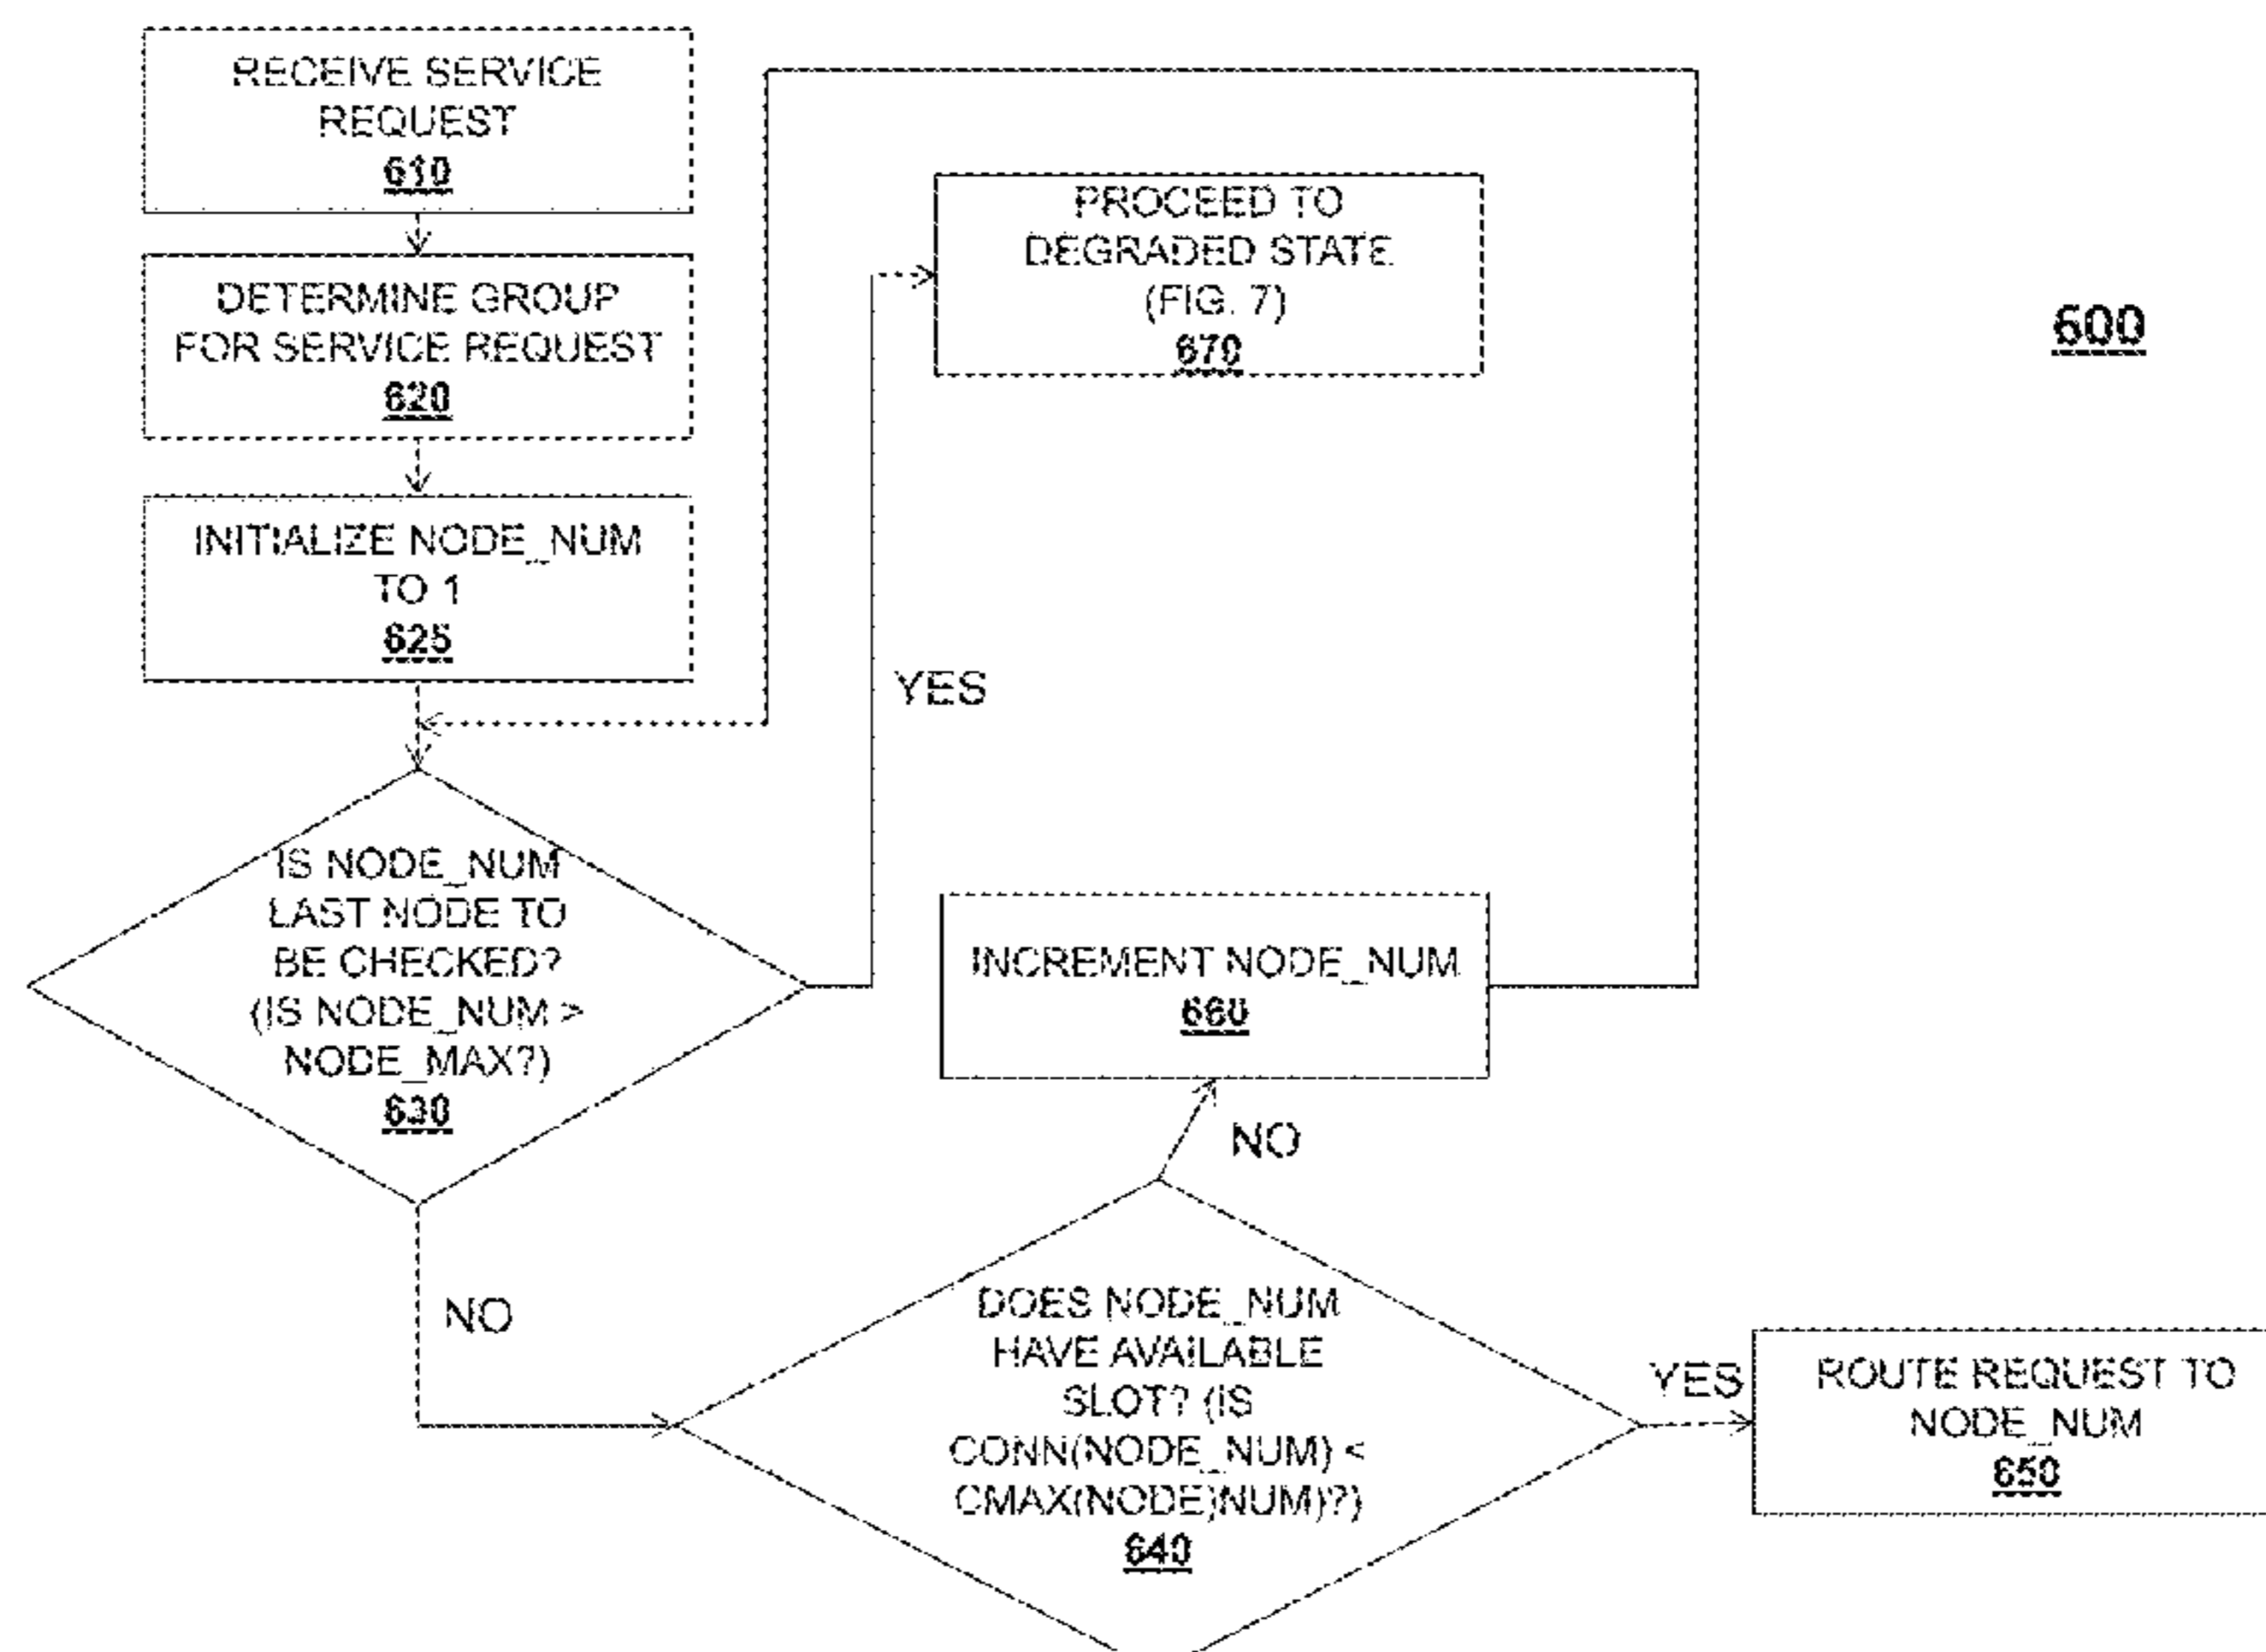 RECEIVE SERVICE
REQUEST
610
DETERMINE GROUP
FOR SERVICE REQUEST
620
INITIALIZE NODE_NUM
TO 1
625
PROCEED TO
DEGRADED STATE
(FIG. 7)
670
600
YES
IS NODE_NUM
LAST NODE TO
BE CHECKED?
(IS NODE_NUM >
NODE_MAX?)
630
INCREMENT NODE_NUM
660
NO
NO
DOES NODE_NUM
HAVE AVAILABLE
SLOT? (IS
CONN(NODE_NUM) <
CMAX(NODE)NUM)?)
640
YES
ROUTE REQUEST TO
NODE_NUM
650